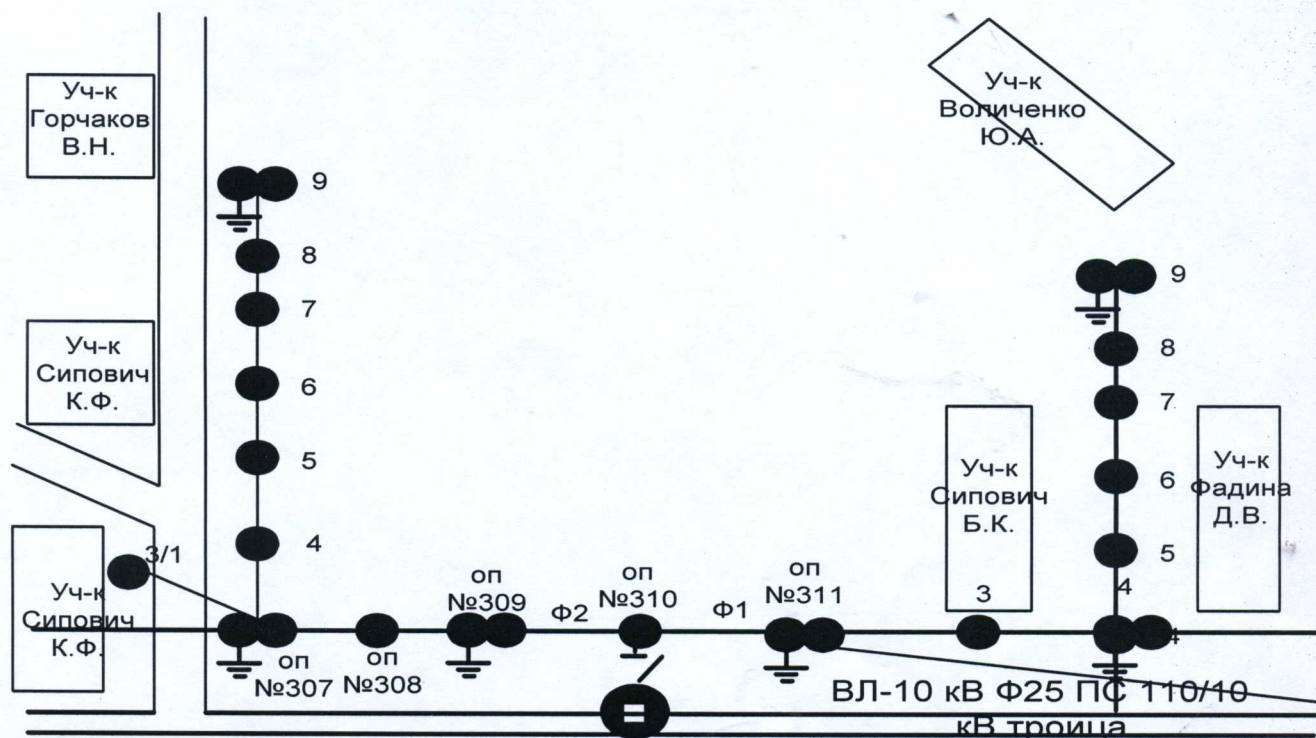 Уч-к
Горчаков
В.Н.
Уч-к
Воличенко
Ю.А.
9
8
7
6
5
4
Уч-к
Сипович
К.Ф.
9
8
7
6
5
4
Уч-к
Сипович
Б.К.
Уч-к
Фадина
Д.В.
3/1
Уч-к
Сипович
К.Ф.
оп
№307
оп
№308
оп
№309
Ф2
оп
№310
Ф1
оп
№311
3
4
ВЛ-10 кВ Ф25 ПС 110/10
кВ троица